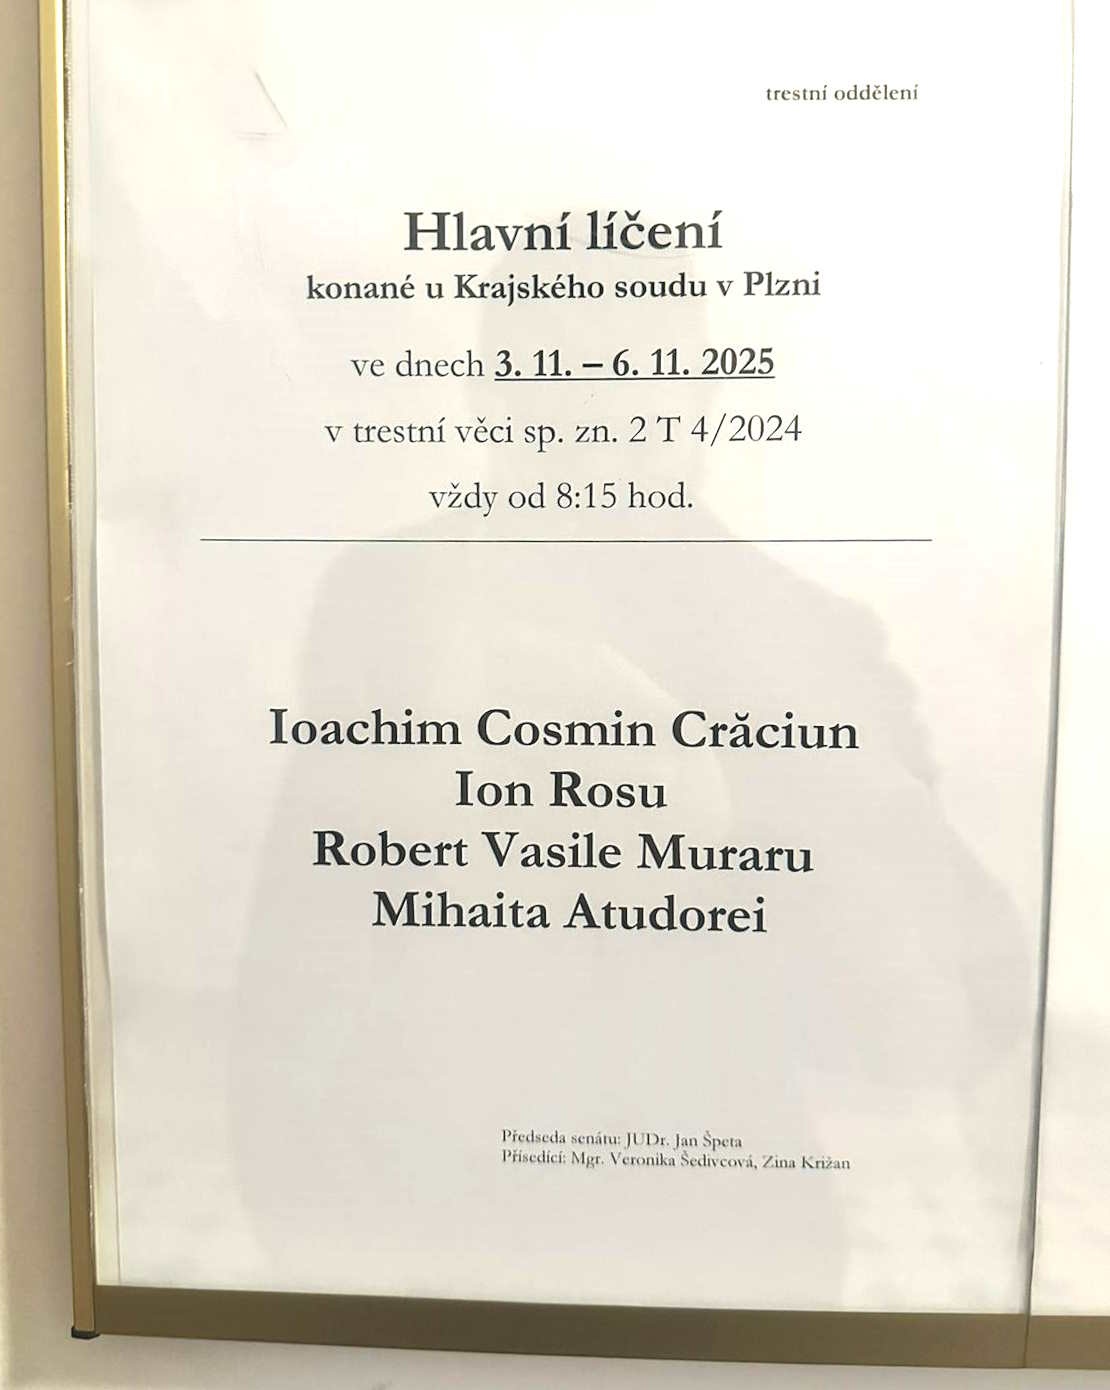 trestní oddělení
Hlavní líčení
konané u Krajského soudu v Plzni
ve dnech 3. 11. – 6. 11. 2025
v trestní věci sp. zn. 2 T 4/2024
vždy od 8:15 hod.
Ioachim Cosmin Crăciun
Ion Rosu
Robert Vasile Muraru
Mihaita Atudorei
Předseda senátu: JUDr. Jan Špeta
Přísedící: Mgr. Veronika Šedivcová, Zina Križan